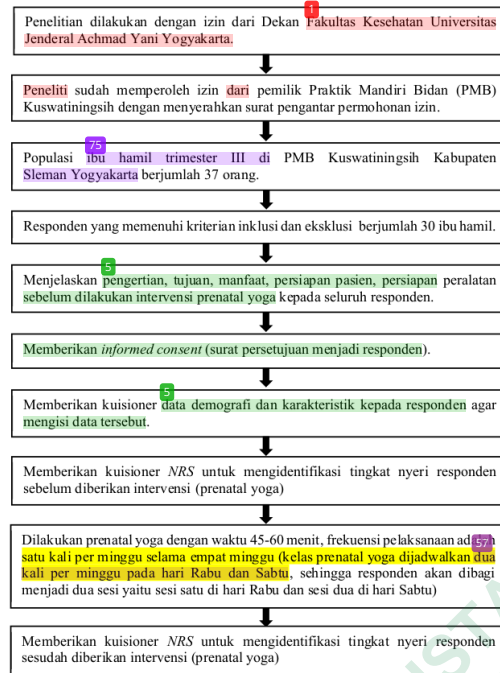 1
Penelitian dilakukan dengan izin dari Dekan Fakultas Kesehatan Universitas
Jenderal Achmad Yani Yogyakarta.
Peneliti sudah memperoleh izin dari pemilik Praktik Mandiri Bidan (PMB)
Kuswatiningsih dengan menyerahkan surat pengantar permohonan izin.
75
Populasi ibu hamil trimester III di PMB Kuswatiningsih Kabupaten
Sleman Yogyakarta berjumlah 37 orang.
Responden yang memenuhi kriterian inklusi dan eksklusi berjumlah 30 ibu hamil.
5
Menjelaskan pengertian, tujuan, manfaat, persiapan pasien, persiapan peralatan
sebelum dilakukan intervensi prenatal yoga kepada seluruh responden.
Memberikan informed consent (surat persetujuan menjadi responden).
5
Memberikan kuisioner data demografi dan karakteristik kepada responden agar
mengisi data tersebut.
Memberikan kuisioner NRS untuk mengidentifikasi tingkat nyeri responden
sebelum diberikan intervensi (prenatal yoga)
57
Dilakukan prenatal yoga dengan waktu 45-60 menit, frekuensi pelaksanaan
satu kali per minggu selama empat minggu (kelas prenatal yoga dijadwalkan dua
kali per minggu pada hari Rabu dan Sabtu, sehingga responden akan dibagi
menjadi dua sesi yaitu sesi satu di hari Rabu dan sesi dua di hari Sabtu)
Memberikan kuisioner NRS untuk mengidentifikasi tingkat nyeri responden
sesudah diberikan intervensi (prenatal yoga)